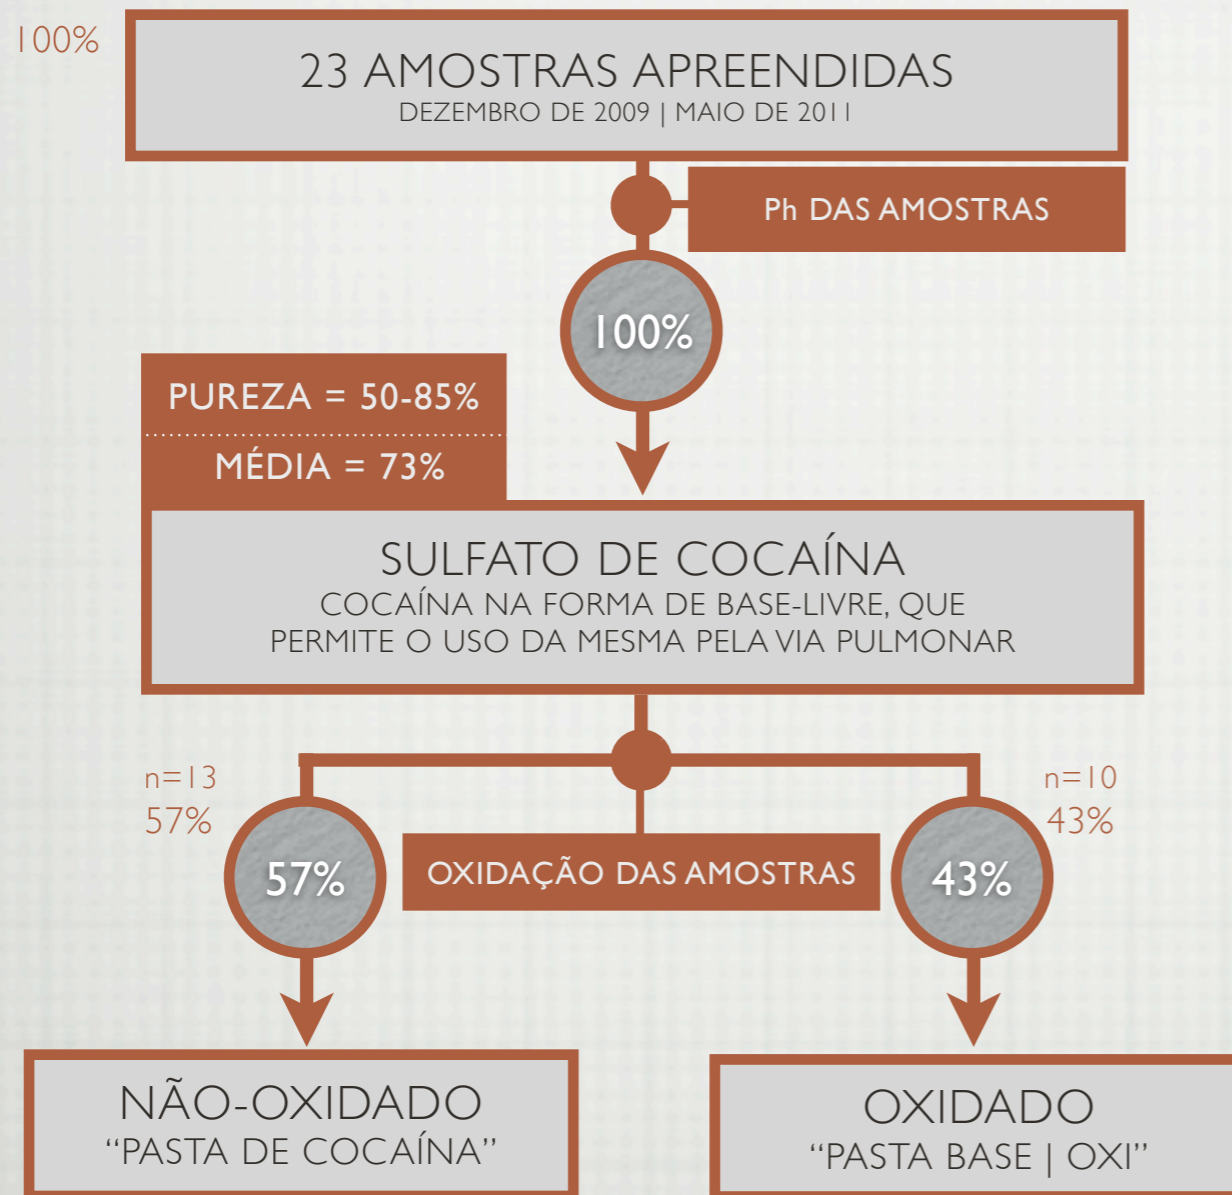 100%
23 AMOSTRAS APREENDIDAS
DEZEMBRO DE 2009 | MAIO DE 2011
Ph DAS AMOSTRAS
100%
PUREZA = 50-85%
MÉDIA = 73%
SULFATO DE COCAÍNA
COCAÍNA NA FORMA DE BASE-LIVRE, QUE
PERMITE O USO DA MESMA PELA VIA PULMONAR
n=13
57%
57%
OXIDAÇÃO DAS AMOSTRAS
43%
n=10
43%
NÃO-OXIDADO
“PASTA DE COCAÍNA”
OXIDADO
“PASTA BASE | OXI”